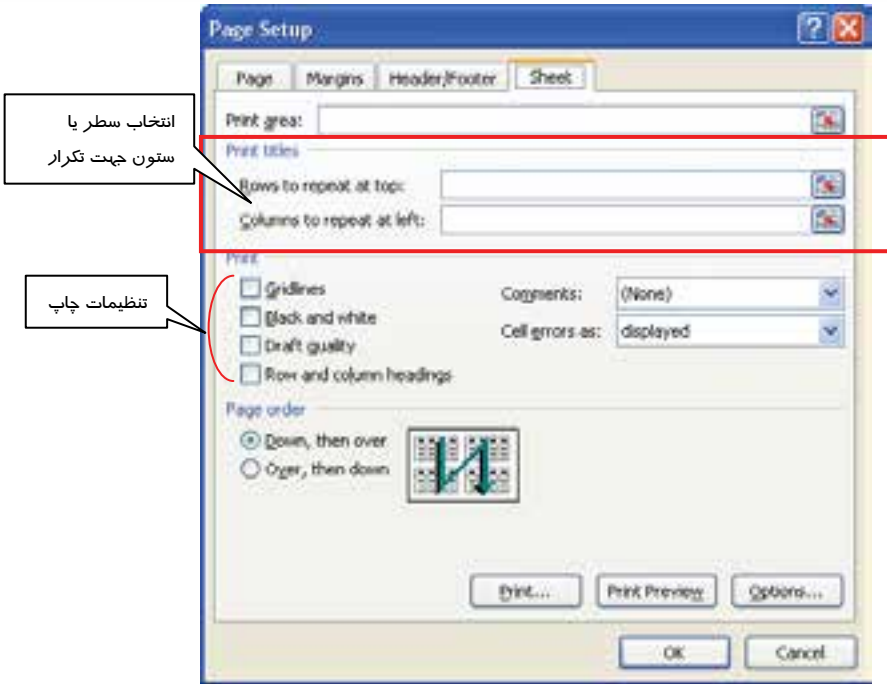 Page Setup
Page Margins Header/Footer Sheet
Print area:
انتخاب سطر یا
ستون جهت تکرار
Print titles
Rows to repeat at top:
Columns to repeat at left:
Print
تنظیمات چاپ
Gridlines
Black and white
Draft quality
Row and column headings
Comments: (None)
Cell errors as: displayed
Page order
Down, then over
Over, then down
Print... Print Preview Options...
OK Cancel